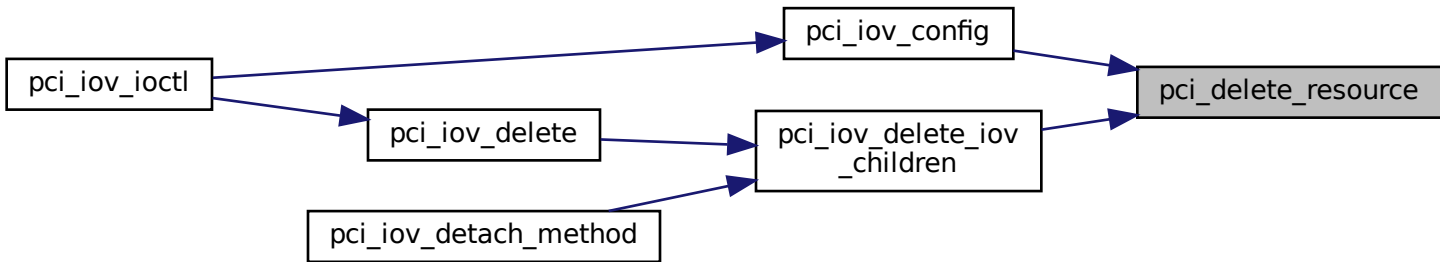 pci_iov_config
pci_iov_ioctl
pci_delete_resource
pci_iov_delete
pci_iov_delete_iov
_children
pci_iov_detach_method